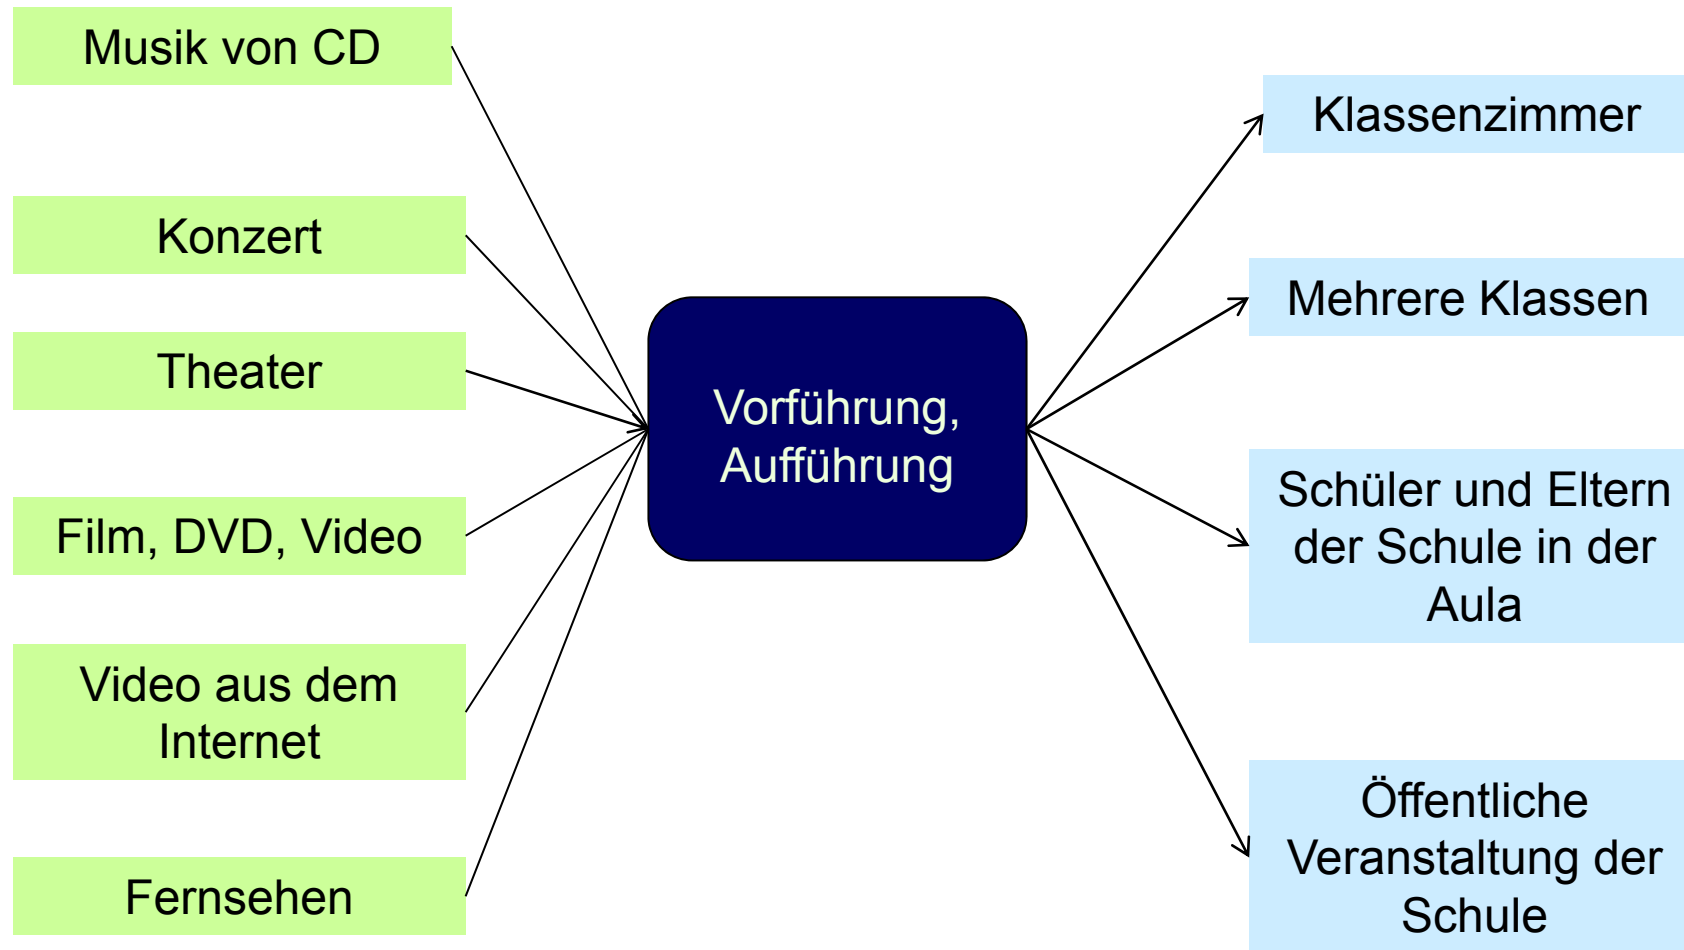 Musik von CD
Konzert
Theater
Film, DVD, Video
Video aus dem
Internet
Fernsehen
Vorführung,
Aufführung
Klassenzimmer
Mehrere Klassen
Schüler und Eltern
der Schule in der
Aula
Öffentliche
Veranstaltung der
Schule